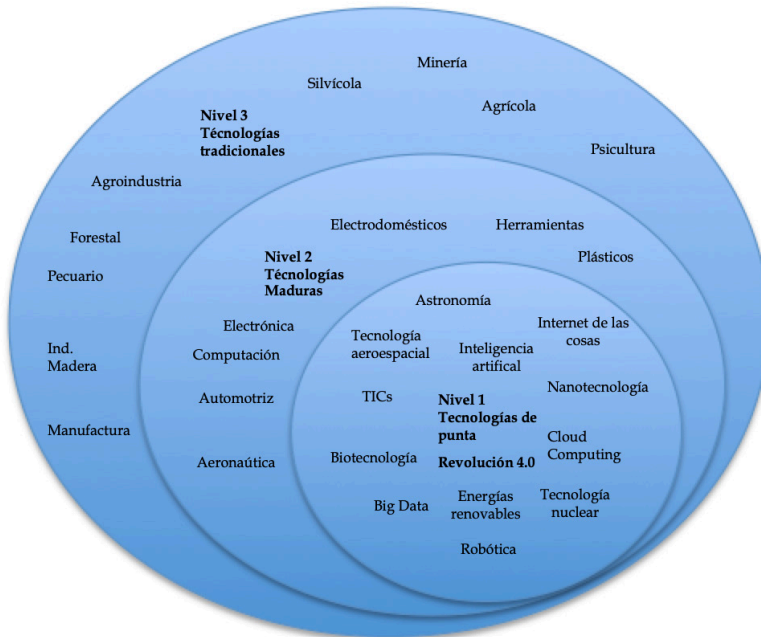 Minería
Silvícola
Agrícola
Nivel 3
Técnologías
tradicionales
Psicultura
Agroindustria
Forestal
Pecuario
Ind.
Madera
Manufactura
Electrodomésticos
Herramientas
Plásticos
Nivel 2
Técnologías
Maduras
Electrónica
Computación
Automotriz
Aeronaútica
Astronomía
Internet de las
cosas
Tecnología
aeroespacial
Inteligencia
artifical
Nanotecnología
TICs
Nivel 1
Tecnologías de
punta
Revolución 4.0
Cloud
Computing
Biotecnología
Big Data
Energías
renovables
Tecnología
nuclear
Robótica